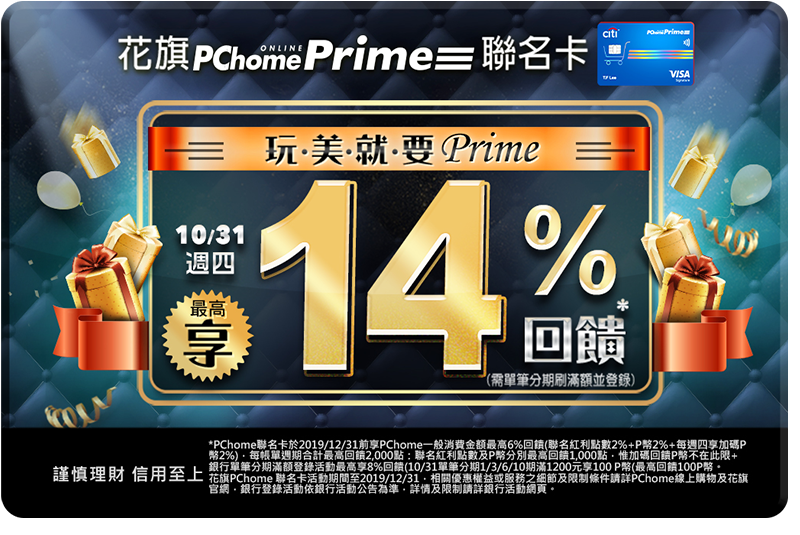 花旗 PChome ONLINE Prime 聯名卡
citi PChome Prime
T.F Lee VISA
Signature
玩·美·就·要 Prime
10/31
週四
最高
享
14%
回饋*
(需單筆分期刷滿額並登錄)
謹慎理財 信用至上
*PChome聯名卡於2019/12/31前享PChome一般消費金額最高6%回饋(聯名紅利點數2%+P幣2%+每週四享加碼P
幣2%)，每帳單週期合計最高回饋2,000點：聯名紅利點數及P幣分別最高回饋1,000點，惟加碼回饋P幣不在此限+
銀行單筆分期滿額登錄活動最高享8%回饋(10/31單筆分期1/3/6/10期滿1200元享100 P幣(最高回饋100P幣。
花旗PChome 聯名卡活動期間至2019/12/31，相關優惠權益或服務之細節及限制條件請詳PChome線上購物及花旗
官網，銀行登錄活動依銀行活動公告為準，詳情及限制請詳銀行活動網頁。